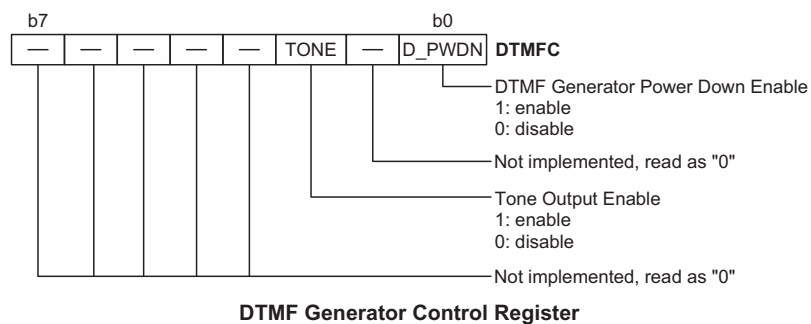 b7 b0
— — — — — TONE — D_PWDN DTMFC
DTMF Generator Power Down Enable
1: enable
0: disable
Not implemented, read as "0"
Tone Output Enable
1: enable
0: disable
Not implemented, read as "0"
DTMF Generator Control Register